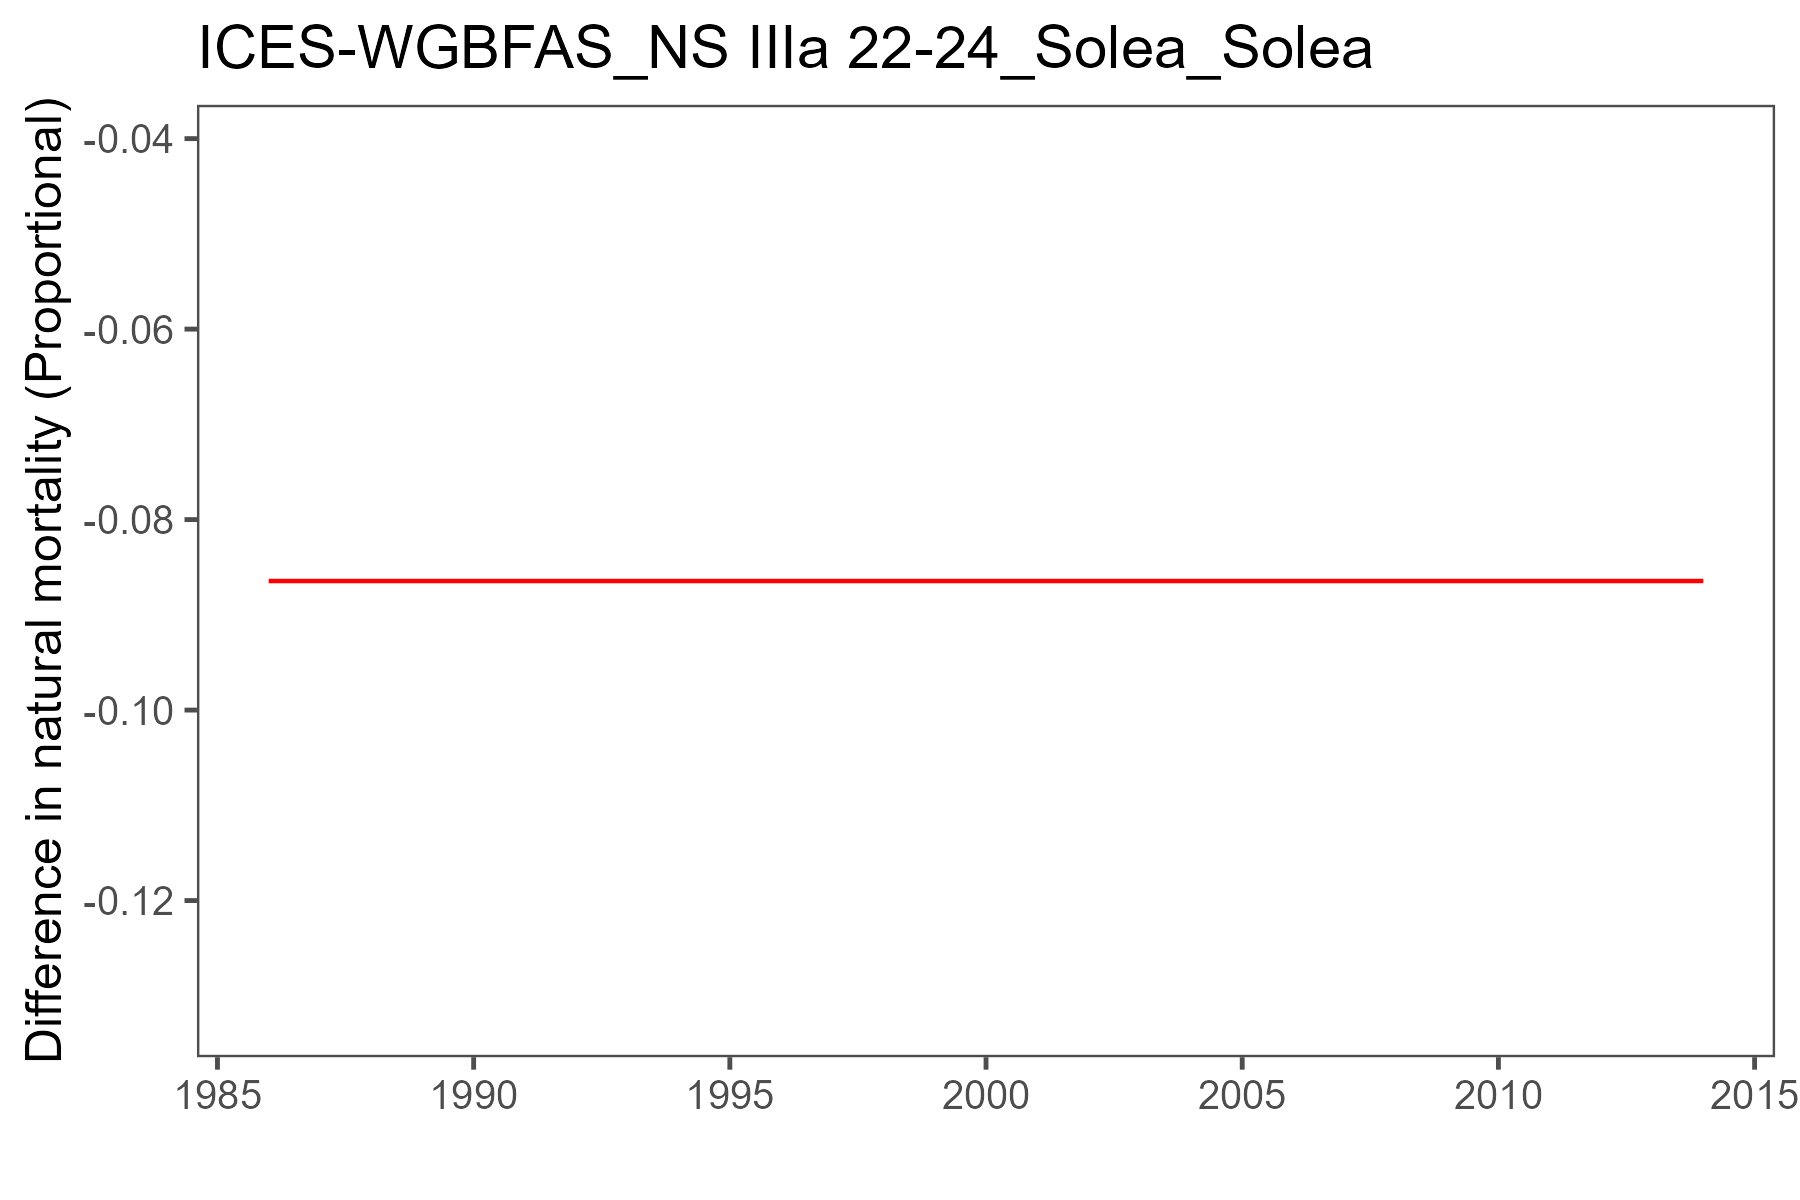 ICES-WGBFAS_NS IIIa 22-24_Solea_Solea
Difference in natural mortality (Proportional)
-0.04
-0.06
-0.08
-0.10
-0.12
1985 1990 1995 2000 2005 2010 2015